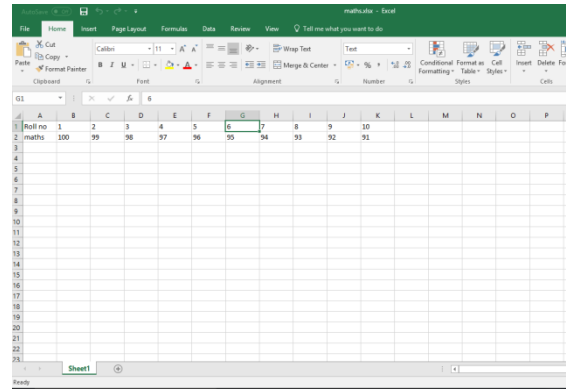 AutoSave maths.xlsx - Excel
File Home Insert Page Layout Formulas Data Review View Tell me what you want to do
Cut
Copy
Format Painter
Paste
Clipboard
Calibri 11
B I U
Font
Wrap Text
Merge & Center
Alignment
Text
% ,
Number
Conditional Formatting
Format as Table
Cell Styles
Styles
Insert Delete Fo
Cells
G1 fx 6
A B C D E F G H I J K L M N O P
1 Roll no 1 2 3 4 5 6 7 8 9 10
2 maths 100 99 98 97 96 95 94 93 92 91
3
4
5
6
7
8
9
10
11
12
13
14
15
16
17
18
19
20
21
22
23
Sheet1
Ready